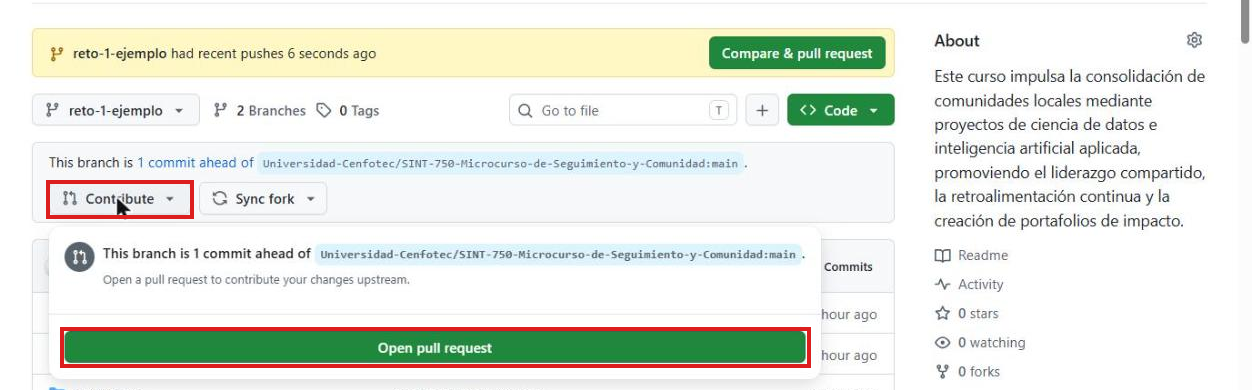 reto-1-ejemplo had recent pushes 6 seconds ago
Compare & pull request
reto-1-ejemplo
2 Branches
0 Tags
Go to file
T
Code
This branch is 1 commit ahead of Universidad-Cenfotec/SINT-750-Microcurso-de-Seguimiento-y-Comunidad:main .
Contribute
Sync fork
This branch is 1 commit ahead of Universidad-Cenfotec/SINT-750-Microcurso-de-Seguimiento-y-Comunidad:main .
Open a pull request to contribute your changes upstream.
Open pull request
Commits
hour ago
hour ago
About
Este curso impulsa la consolidación de
comunidades locales mediante
proyectos de ciencia de datos e
inteligencia artificial aplicada,
promoviendo el liderazgo compartido,
la retroalimentación continua y la
creación de portafolios de impacto.
Readme
Activity
0 stars
0 watching
0 forks